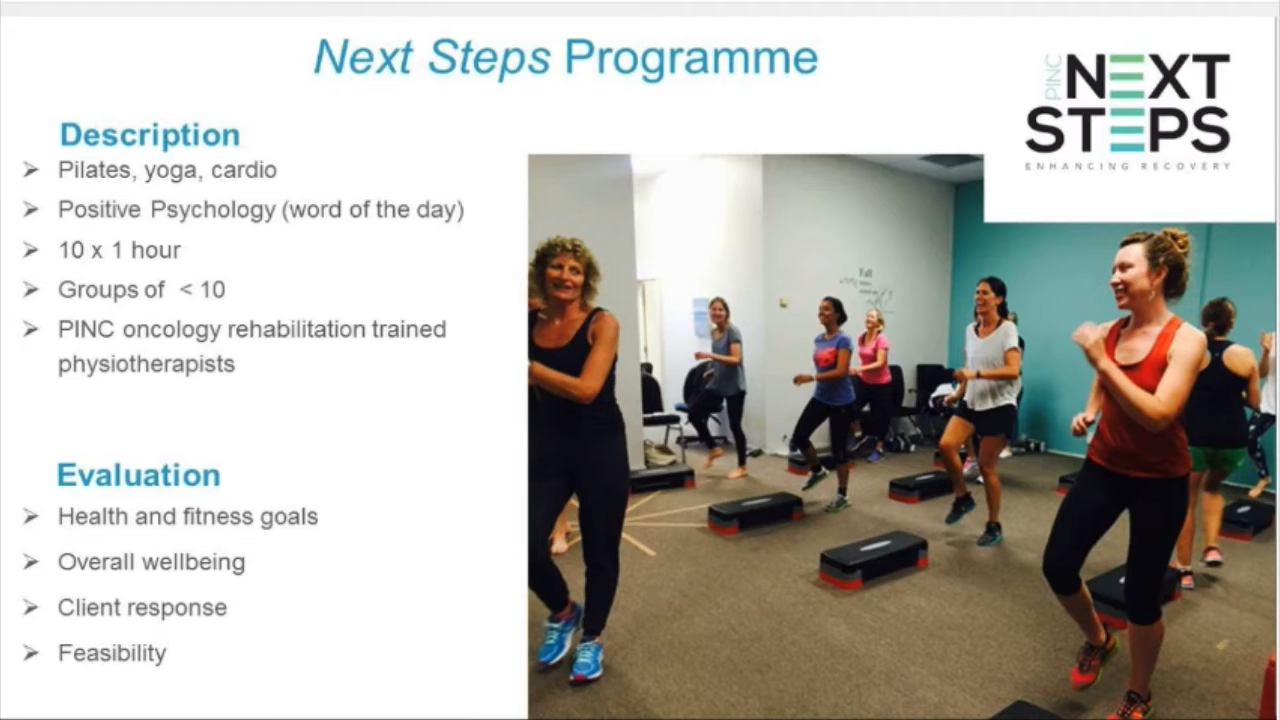 Next Steps Programme
PINC
NEXT
STEPS
ENHANCING RECOVERY
Description
Pilates, yoga, cardio
Positive Psychology (word of the day)
10 x 1 hour
Groups of < 10
PINC oncology rehabilitation trained
physiotherapists
Evaluation
Health and fitness goals
Overall wellbeing
Client response
Feasibility